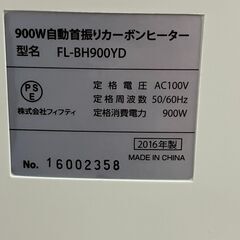 900W自動首振りカーボンヒーター
型名 FL-BH900YD
PSE
定格電圧 AC100V
定格周波数 50/60Hz
定格消費電力 900W
株式会社フィフティ
2016年製
No. 16002358 MADE IN CHINA